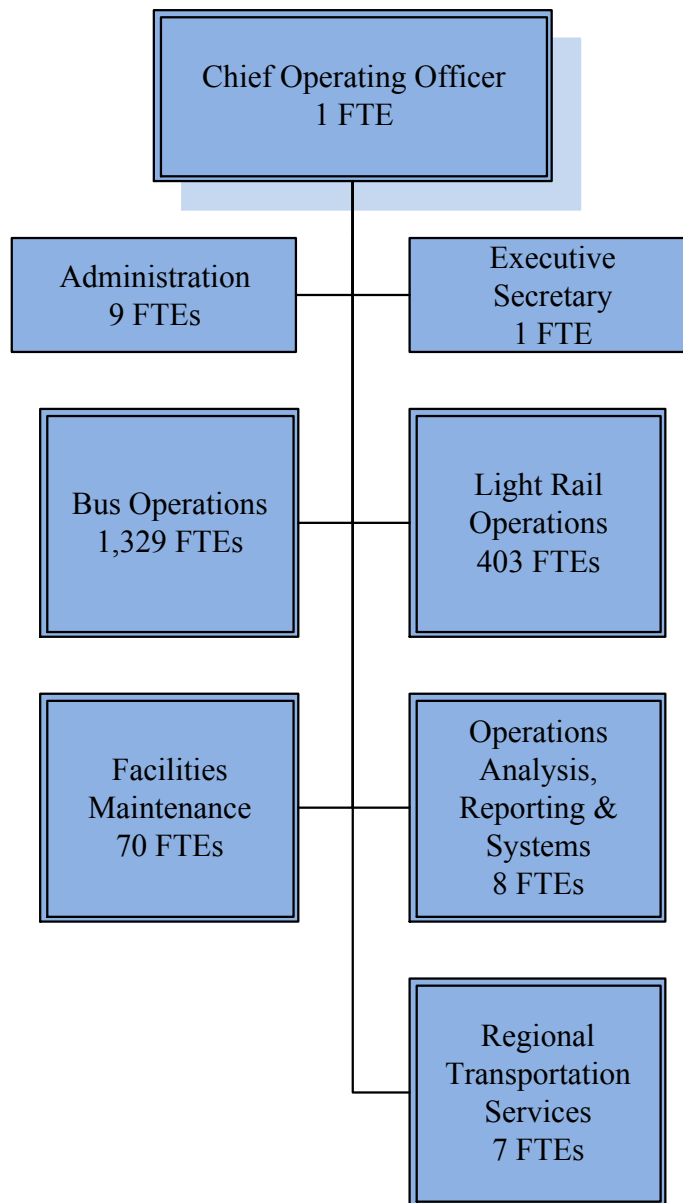 Chief Operating Officer
1 FTE
Administration
9 FTEs
Executive
Secretary
1 FTE
Bus Operations
1,329 FTEs
Light Rail
Operations
403 FTEs
Facilities
Maintenance
70 FTEs
Operations
Analysis,
Reporting &
Systems
8 FTEs
Regional
Transportation
Services
7 FTEs